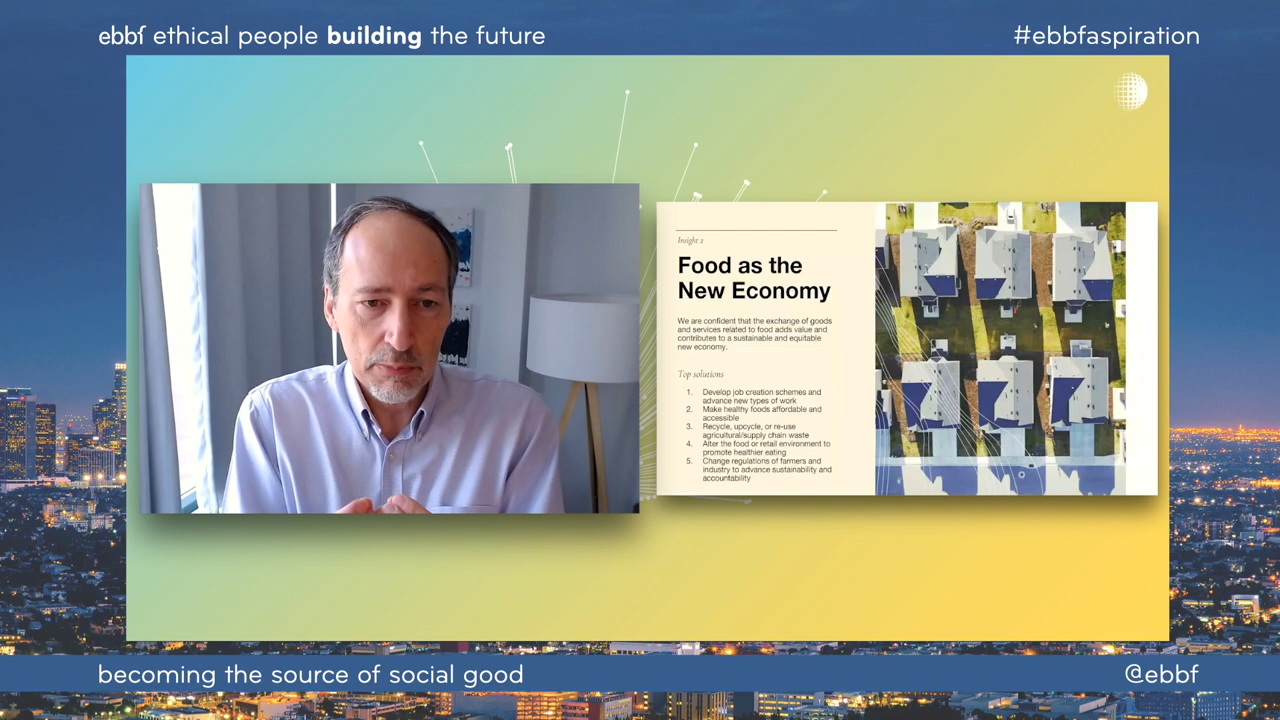 ebbf ethical people building the future
#ebbfaspiration
Insight 2
Food as the
New Economy
We are confident that the exchange of goods
and services related to food adds value and
contributes to a sustainable and equitable
new economy.
Top solutions
1. Develop job creation schemes and
advance new types of work
2. Make healthy foods affordable and
accessible
3. Recycle, upcycle, or re-use
agricultural/supply chain waste
4. Alter the food or retail environment to
promote healthier eating
5. Change regulations of farmers and
industry to advance sustainability and
accountability
becoming the source of social good
@ebbf